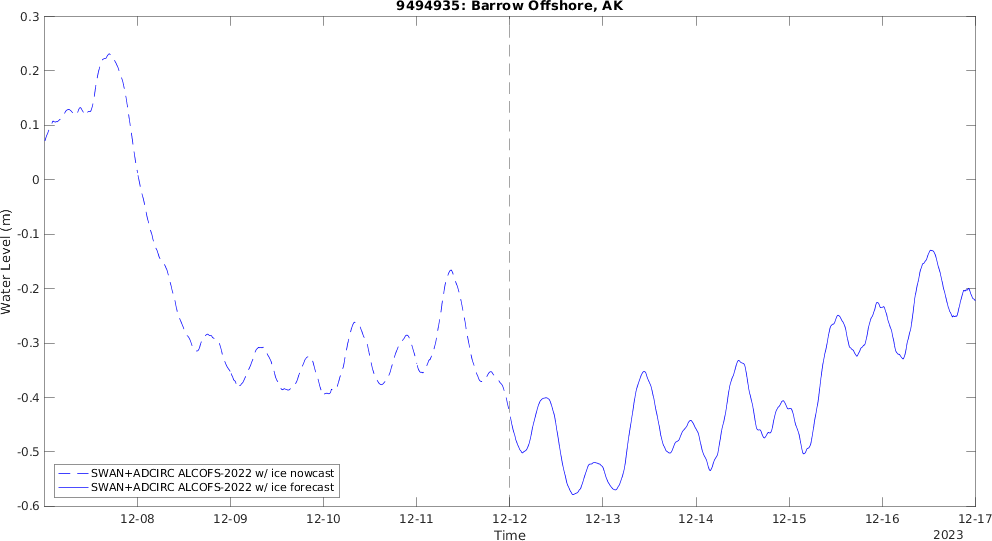 9494935: Barrow Offshore, AK
Water Level (m)
0.3
0.2
0.1
0
-0.1
-0.2
-0.3
-0.4
-0.5
-0.6
SWAN+ADCIRC ALCOFS-2022 w/ ice nowcast
SWAN+ADCIRC ALCOFS-2022 w/ ice forecast
12-08 12-09 12-10 12-11 12-12 12-13 12-14 12-15 12-16 12-17
Time
2023